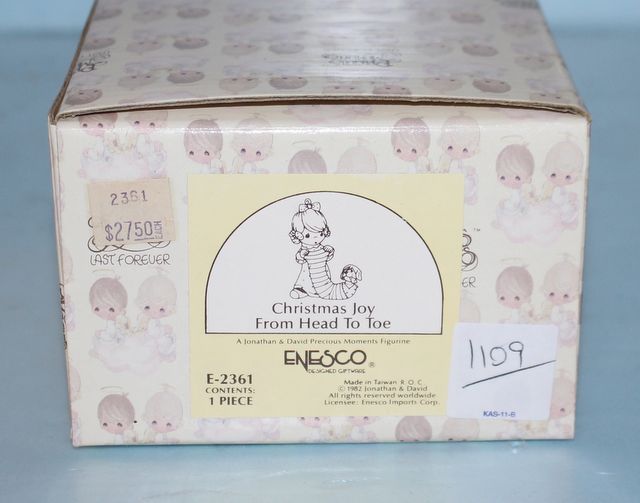 2361
$27.50 EACH
LAST FOREVER
ER
Christmas Joy
From Head To Toe
A Jonathan & David Precious Moments Figurine
ENESCO®
DESIGNED GIFTWARE
E-2361
CONTENTS:
1 PIECE
Made in Taiwan R.O.C.
© 1982 Jonathan & David
All rights reserved worldwide
Licensee: Enesco Imports Corp.
1109
KAS-11-B